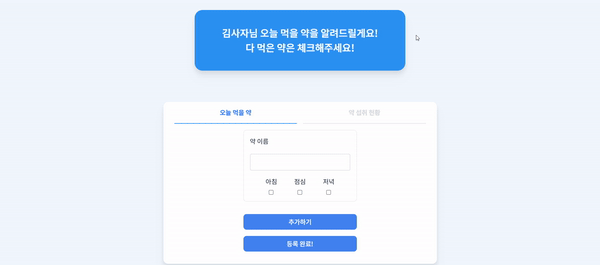 김사자님 오늘 먹을 약을 알려드릴게요!
다 먹은 약은 체크해주세요!
오늘 먹을 약
약 섭취 현황
약 이름
아침 점심 저녁
추가하기
등록 완료!